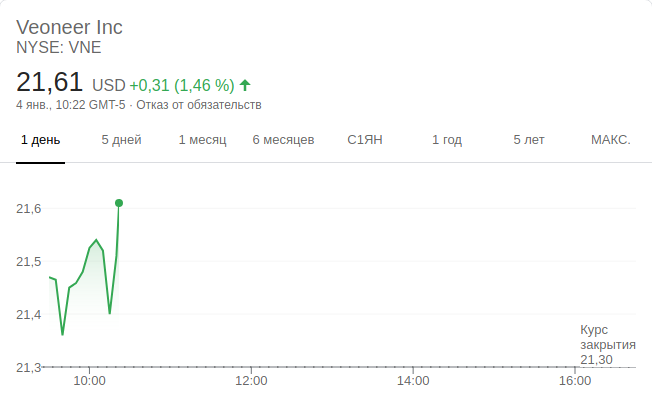 Veoneer Inc
NYSE: VNE
21,61 USD +0,31 (1,46 %)
4 янв., 10:22 GMT-5 · Отказ от обязательств
1 день 5 дней 1 месяц 6 месяцев С1ЯН 1 год 5 лет МАКС.
21,6
21,5
21,4
Курс
закрытия
21,30
21,3
10:00 12:00 14:00 16:00